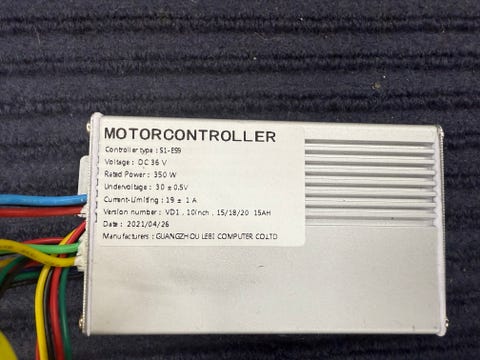 MOTORCONTROLLER
Controller type : S1-ES9
Voltage : DC 36 V
Rated Power : 350 W
Undervoltage : 30 ± 0.5V
Current-Limiting : 19 ± 1 A
Version number : VD1 , 10inch , 15/18/20 15AH
Date : 2021/04/26
Manufacturers : GUANGZHOU LEBI COMPUTER CO.,LTD